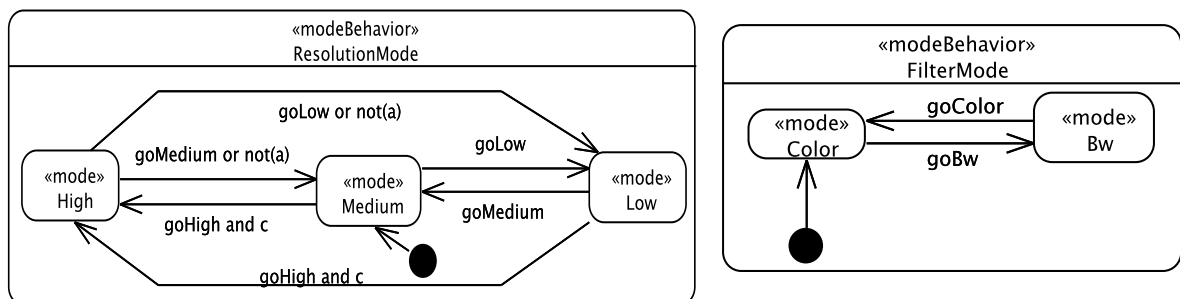 «modeBehavior»
ResolutionMode
goLow or not(a)
goMedium or not(a)
goLow
«mode»
High
«mode»
Medium
«mode»
Low
goHigh and c
goMedium
goHigh and c
«modeBehavior»
FilterMode
goColor
«mode»
Color
«mode»
Bw
goBw